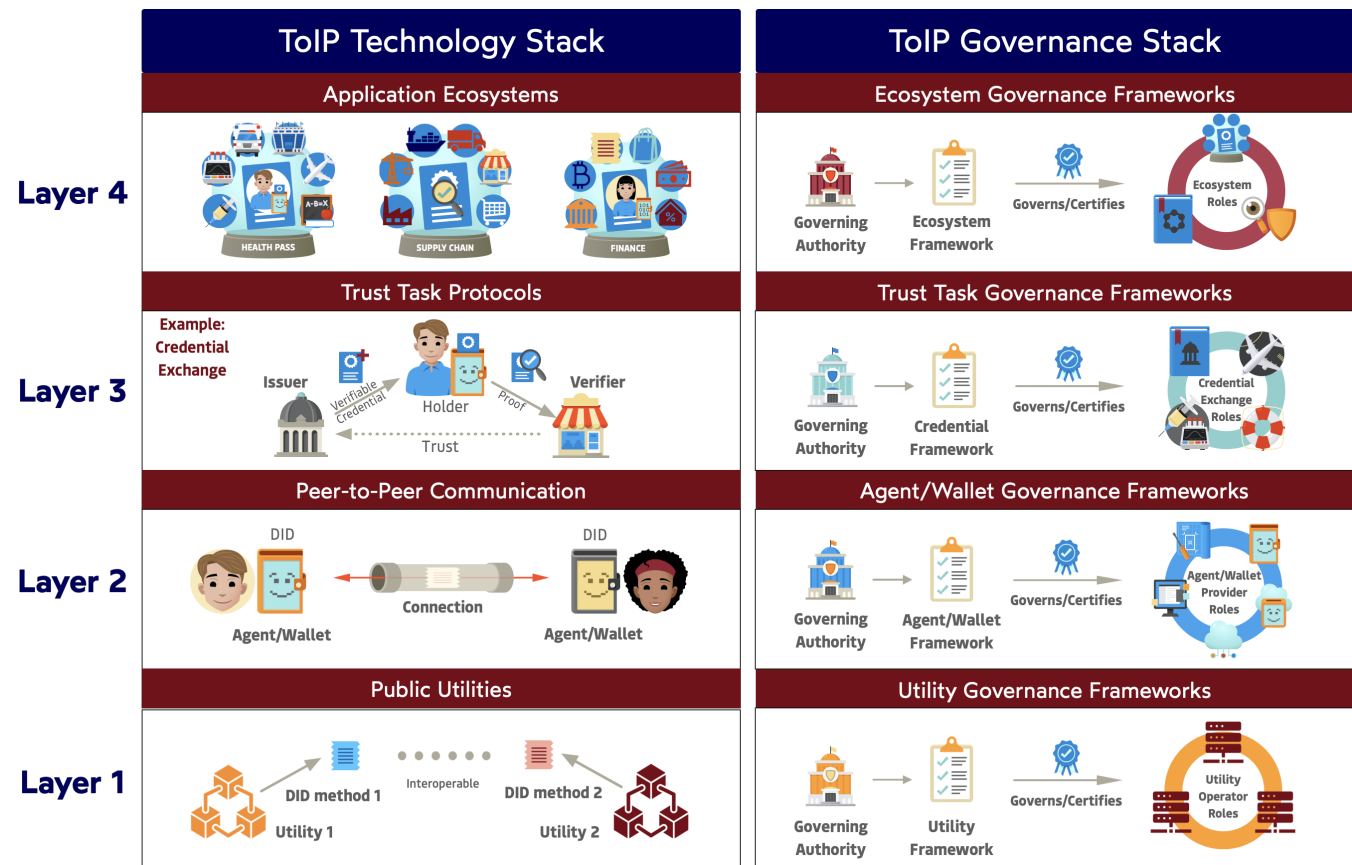 ToIP Technology Stack
ToIP Governance Stack
Layer 4
Application Ecosystems
HEALTH PASS
A-B=X
SUPPLY CHAIN
FINANCE
Ecosystem Governance Frameworks
Governing
Authority
Ecosystem
Framework
Governs/Certifies
Ecosystem
Roles
Layer 3
Trust Task Protocols
Example:
Credential
Exchange
Issuer
Verifiable
Credential
Holder
Proof
Verifier
Trust
Trust Task Governance Frameworks
Governing
Authority
Credential
Framework
Governs/Certifies
Credential
Exchange
Roles
Layer 2
Peer-to-Peer Communication
DID
Agent/Wallet
Connection
DID
Agent/Wallet
Agent/Wallet Governance Frameworks
Governing
Authority
Agent/Wallet
Framework
Governs/Certifies
Agent/Wallet
Provider
Roles
Layer 1
Public Utilities
DID method 1
Utility 1
Interoperable
DID method 2
Utility 2
Utility Governance Frameworks
Governing
Authority
Utility
Framework
Governs/Certifies
Utility
Operator
Roles